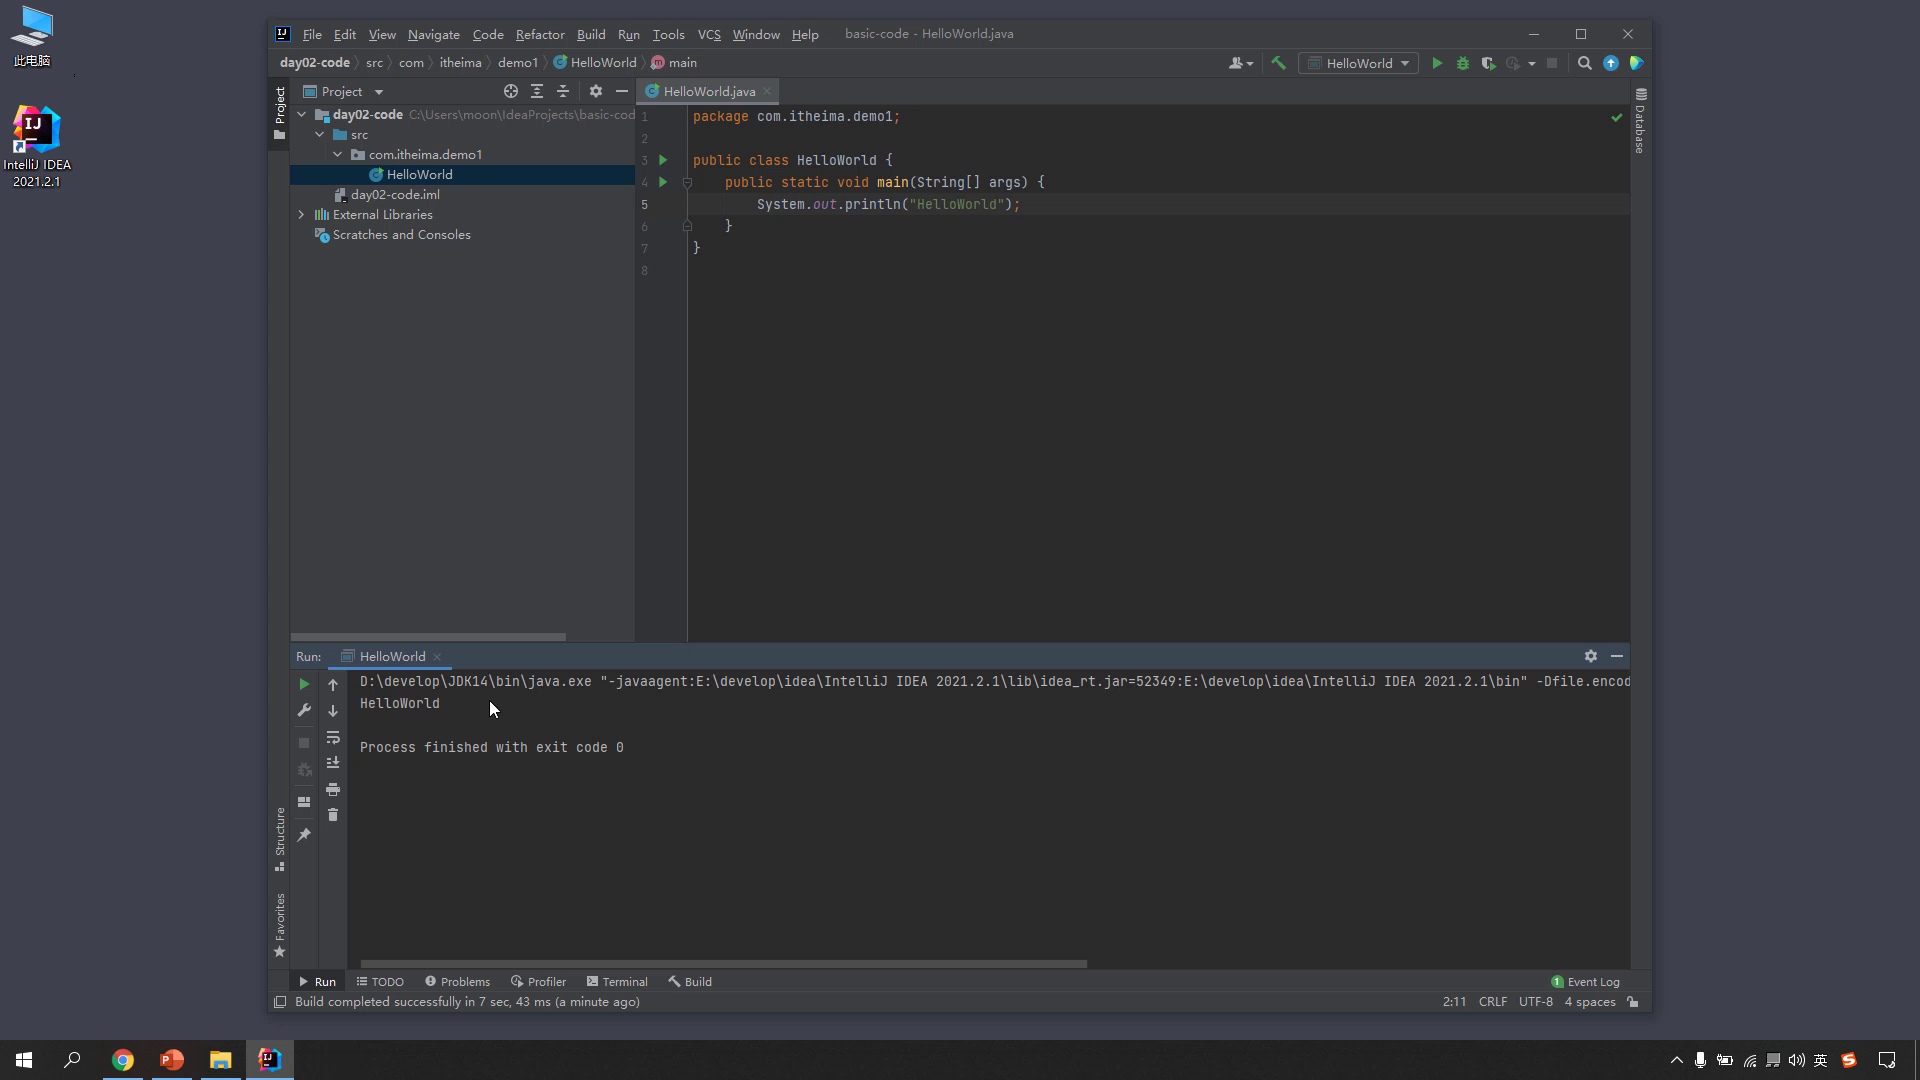 此电脑
IntelliJ IDEA
2021.2.1
File Edit View Navigate Code Refactor Build Run Tools VCS Window Help basic-code - HelloWorld.java
day02-code src com itheima demo1 HelloWorld main HelloWorld
Project
Project
HelloWorld.java
Database
day02-code C:\Users\moon\IdeaProjects\basic-cod
src
com.itheima.demo1
HelloWorld
day02-code.iml
External Libraries
Scratches and Consoles
1 package com.itheima.demo1;
2
3 public class HelloWorld {
4 public static void main(String[] args) {
5 System.out.println("HelloWorld");
6 }
7 }
8
Run: HelloWorld
D:\develop\JDK14\bin\java.exe "-javaagent:E:\develop\idea\IntelliJ IDEA 2021.2.1\lib\idea_rt.jar=52349:E:\develop\idea\IntelliJ IDEA 2021.2.1\bin" -Dfile.encod
HelloWorld
Process finished with exit code 0
Structure
Favorites
Run TODO Problems Profiler Terminal Build 1 Event Log
Build completed successfully in 7 sec, 43 ms (a minute ago) 2:11 CRLF UTF-8 4 spaces
英